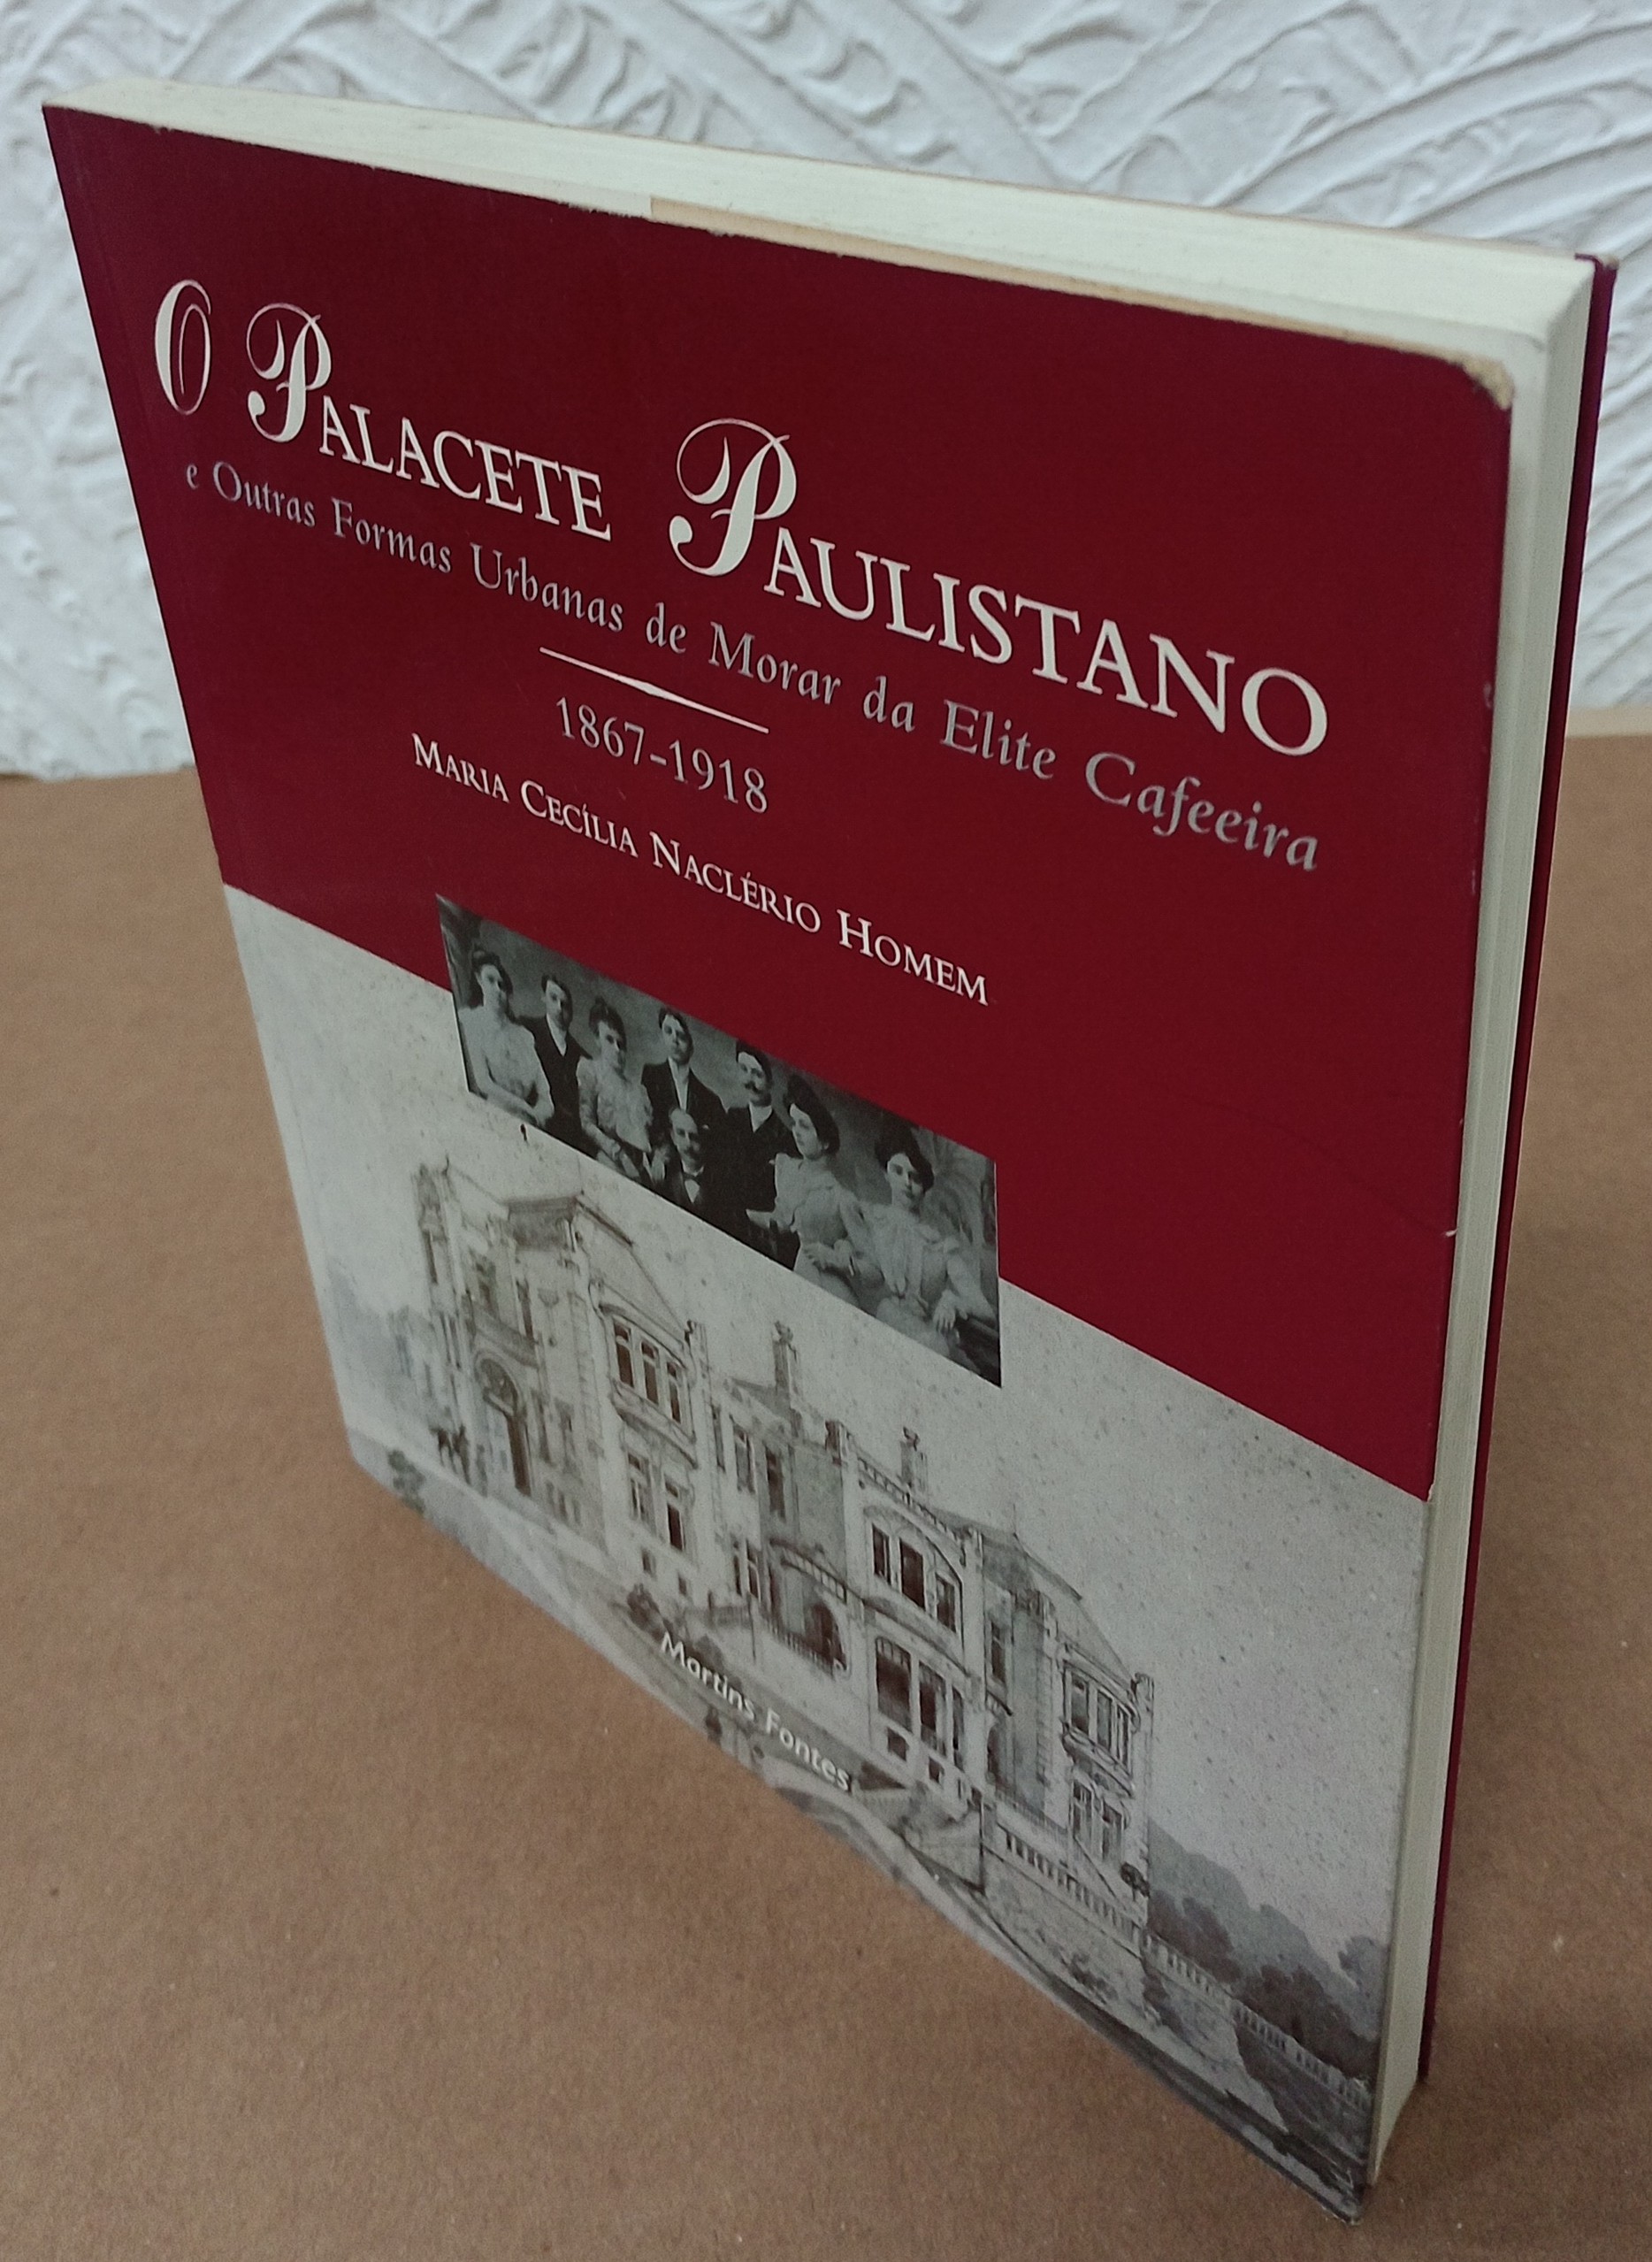 O PALACETE PAULISTANO
e Outras Formas Urbanas de Morar da Elite Cafeeira
1867-1918
MARIA CECÍLIA NACLÉRIO HOMEM
Martins Fontes